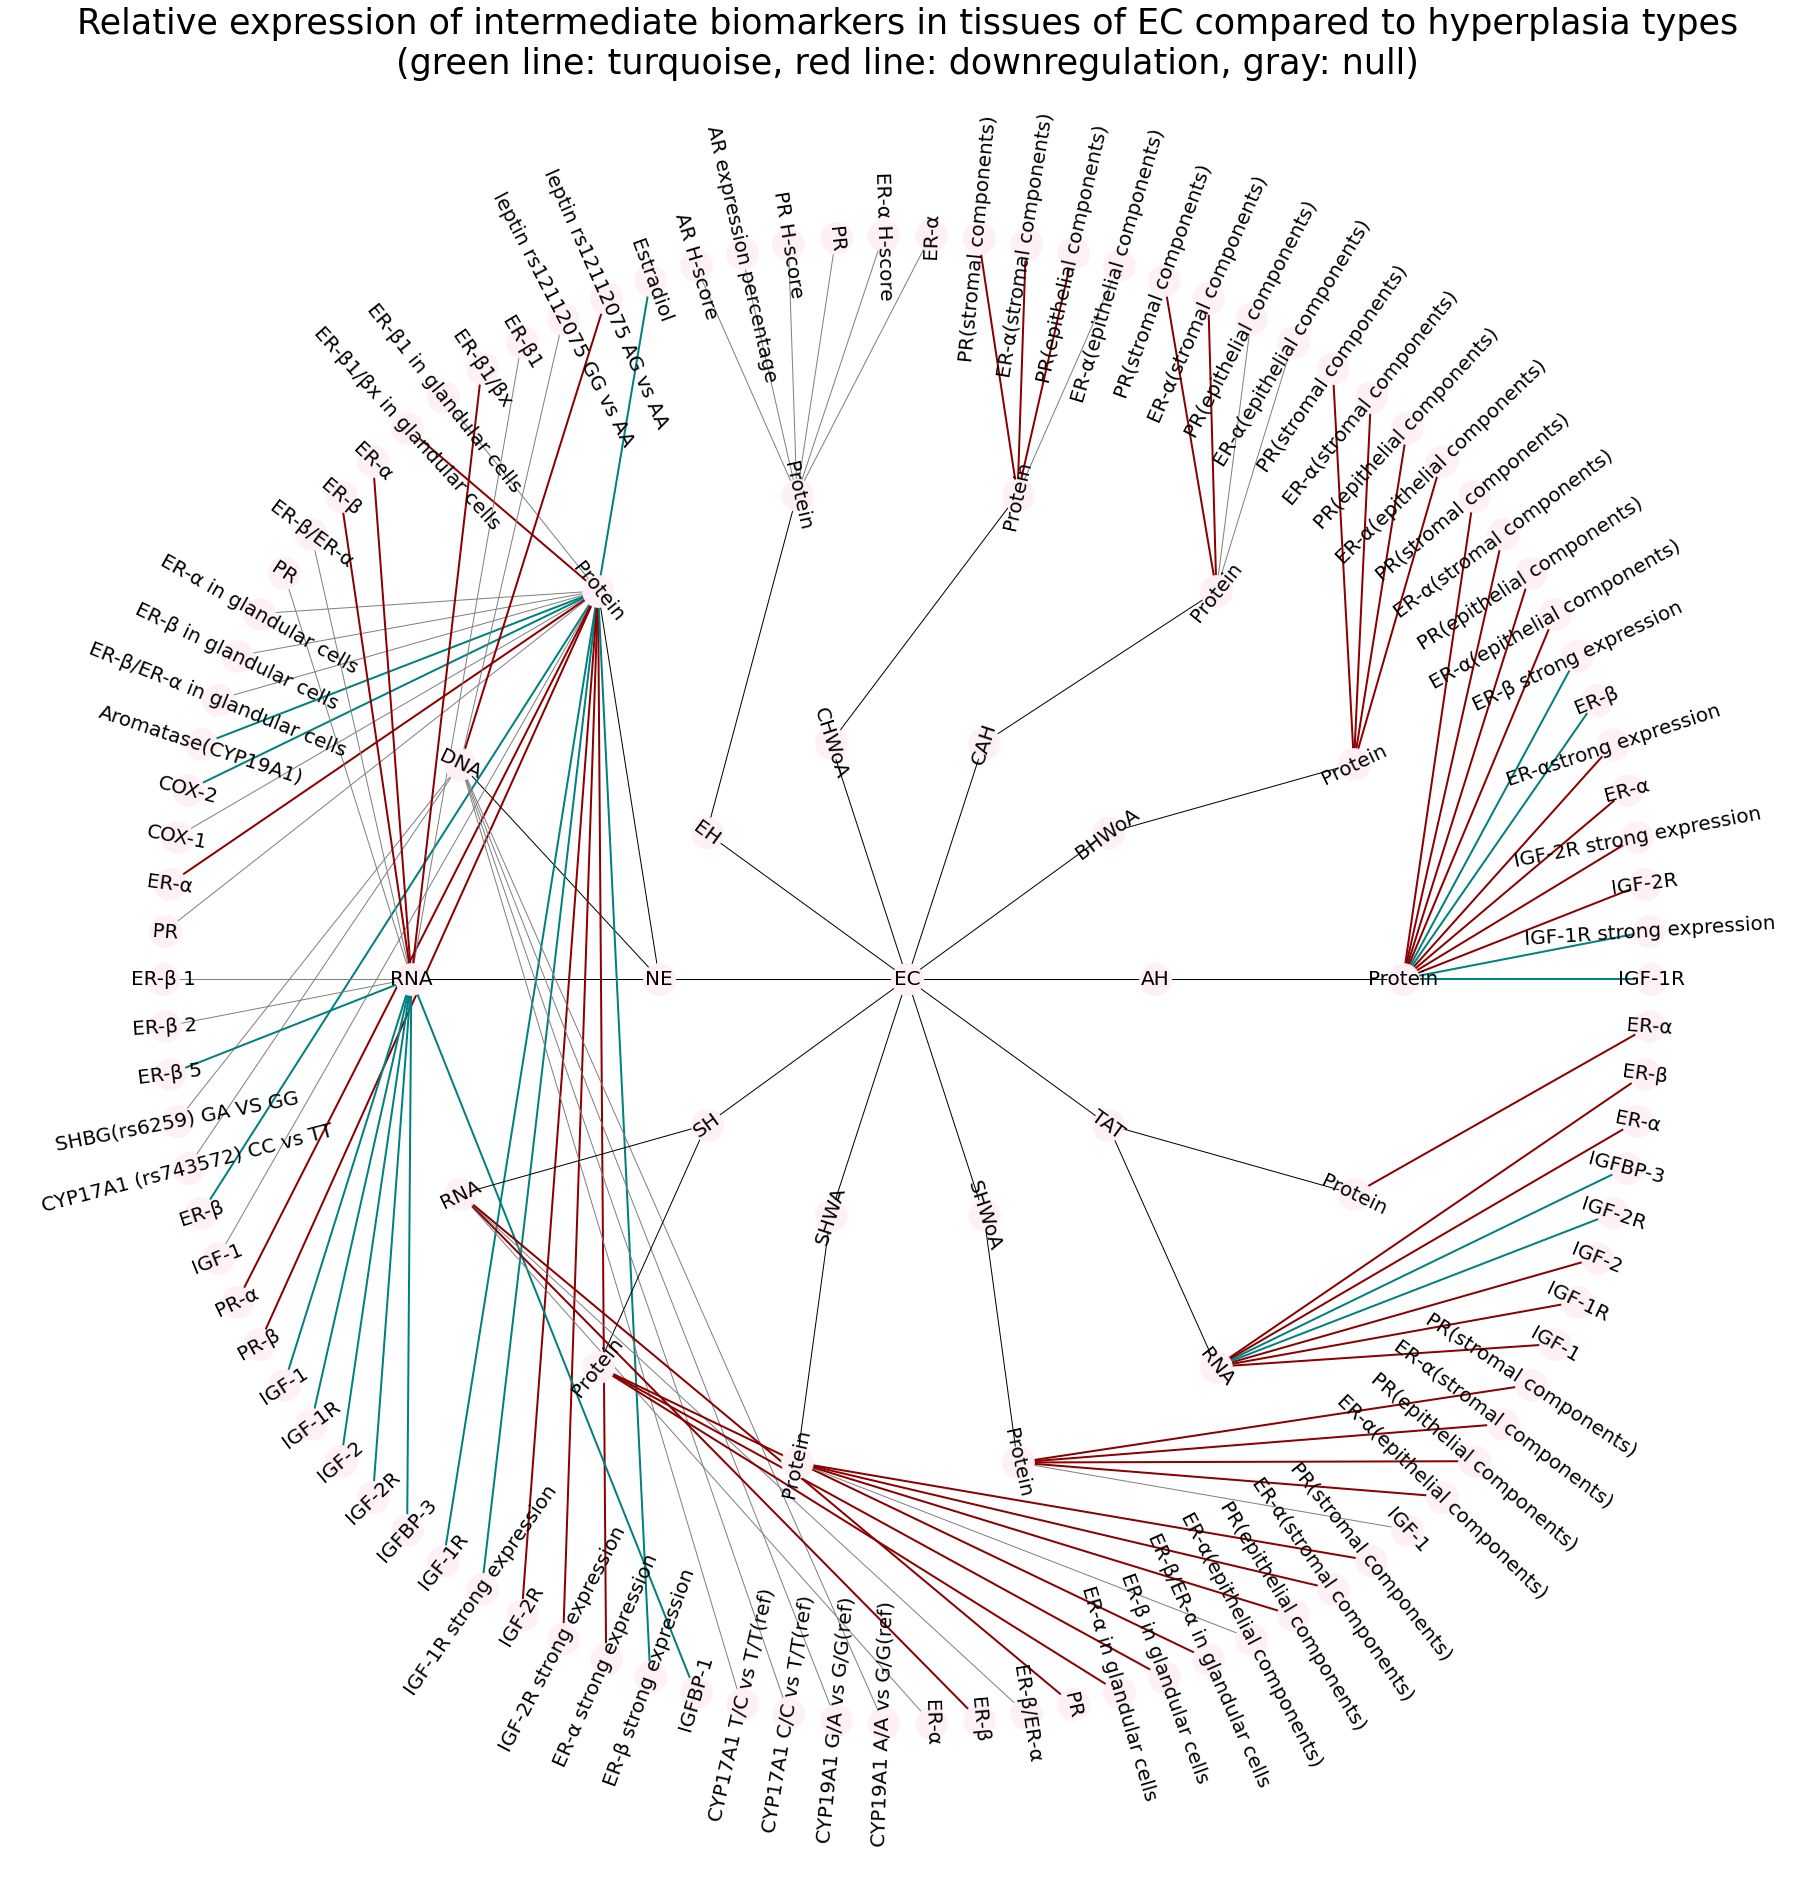 Relative expression of intermediate biomarkers in tissues of EC compared to hyperplasia types
(green line: turquoise, red line: downregulation, gray: null)
leptin rs12112075 GG vs AA
leptin rs12112075 AG vs AA
Estradiol
AR H-score
AR expression percentage
PR H-score
PR
ER-α H-score
ER-α
PR(stromal components)
ER-α(stromal components)
PR(epithelial components)
ER-α(epithelial components)
PR(stromal components)
ER-α(stromal components)
PR(epithelial components)
ER-α(epithelial components)
PR(stromal components)
ER-α(stromal components)
PR(epithelial components)
ER-α(epithelial components)
PR(stromal components)
ER-α(stromal components)
PR(epithelial components)
ER-α(epithelial components)
ER-β strong expression
ER-β
ER-αstrong expression
ER-α
IGF-2R strong expression
IGF-2R
IGF-1R strong expression
IGF-1R
ER-β1
ER-β1/βx
ER-β1 in glandular cells
ER-β1/βx in glandular cells
ER-α
ER-β
ER-β/ER-α
PR
ER-α in glandular cells
ER-β in glandular cells
ER-β/ER-α in glandular cells
Aromatase(CYP19A1)
COX-2
COX-1
ER-α
PR
ER-β 1
ER-β 2
ER-β 5
SHBG(rs6259) GA VS GG
CYP17A1 (rs743572) CC vs TT
ER-β
IGF-1
PR-α
PR-β
IGF-1
IGF-1R
IGF-2
IGF-2R
IGFBP-3
IGF-1R
IGF-1R strong expression
IGF-2R
IGF-2R strong expression
ER-α strong expression
ER-β strong expression
IGFBP-1
CYP17A1 T/C vs T/T(ref)
CYP17A1 C/C vs T/T(ref)
CYP19A1 G/A vs G/G(ref)
CYP19A1 A/A vs G/G(ref)
ER-α
ER-β
ER-β/ER-α
PR
ER-α in glandular cells
ER-β in glandular cells
ER-β/ER-α in glandular cells
ER-α(epithelial components)
PR(epithelial components)
ER-α(stromal components)
PR(stromal components)
IGF-1
ER-α(epithelial components)
PR(epithelial components)
ER-α(stromal components)
PR(stromal components)
IGF-1
IGF-1R
IGF-2
IGF-2R
IGFBP-3
ER-α
ER-β
ER-α
Protein
Protein
Protein
Protein
Protein
Protein
DNA
RNA
RNA
Protein
Protein
Protein
RNA
Protein
EH
CHWoA
CAH
BHWoA
NE
EC
AH
SH
SHWA
SHWoA
TAT